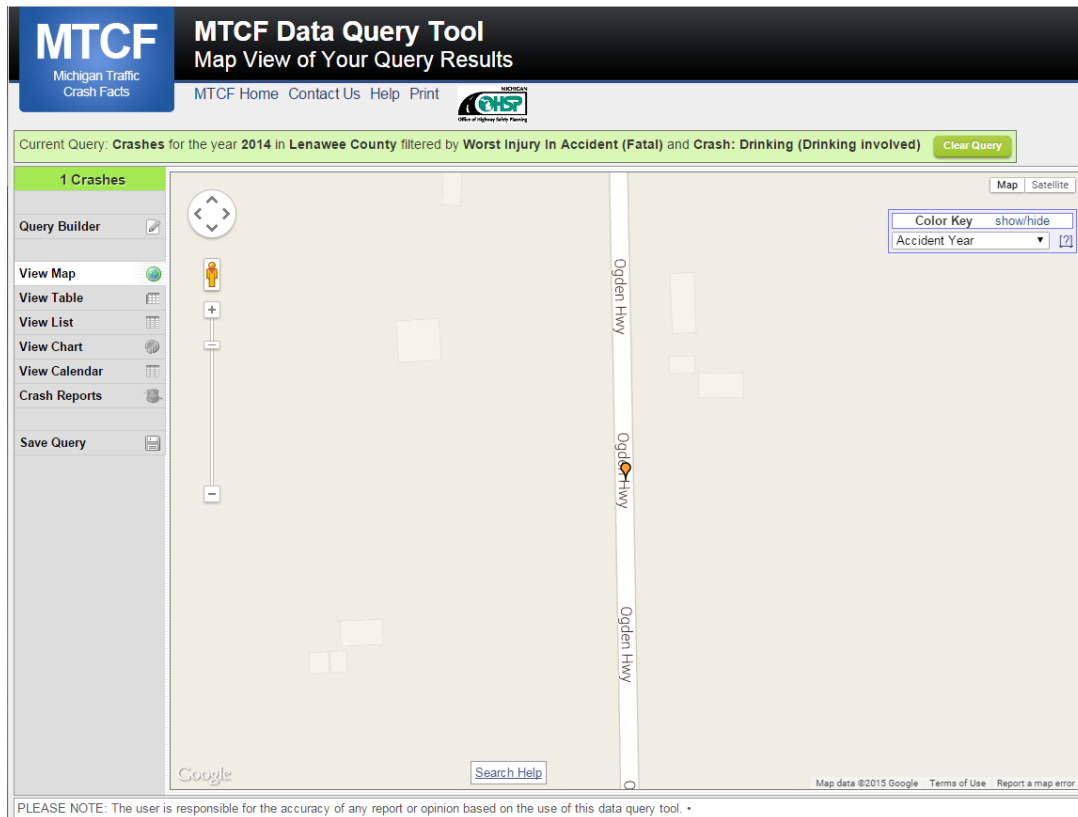 MTCF
Michigan Traffic
Crash Facts
MTCF Data Query Tool
Map View of Your Query Results
MTCF Home Contact Us Help Print
MICHIGAN
OHSP
Office of Highway Safety Planning
Current Query: Crashes for the year 2014 in Lenawee County filtered by Worst Injury In Accident (Fatal) and Crash: Drinking (Drinking involved)
Clear Query
1 Crashes
Query Builder
View Map
View Table
View List
View Chart
View Calendar
Crash Reports
Save Query
Map Satellite
Color Key show/hide
Accident Year [?]
Ogden Hwy
Ogden Hwy
Ogden Hwy
O
Google
Search Help
Map data ©2015 Google Terms of Use Report a map error
PLEASE NOTE: The user is responsible for the accuracy of any report or opinion based on the use of this data query tool. •